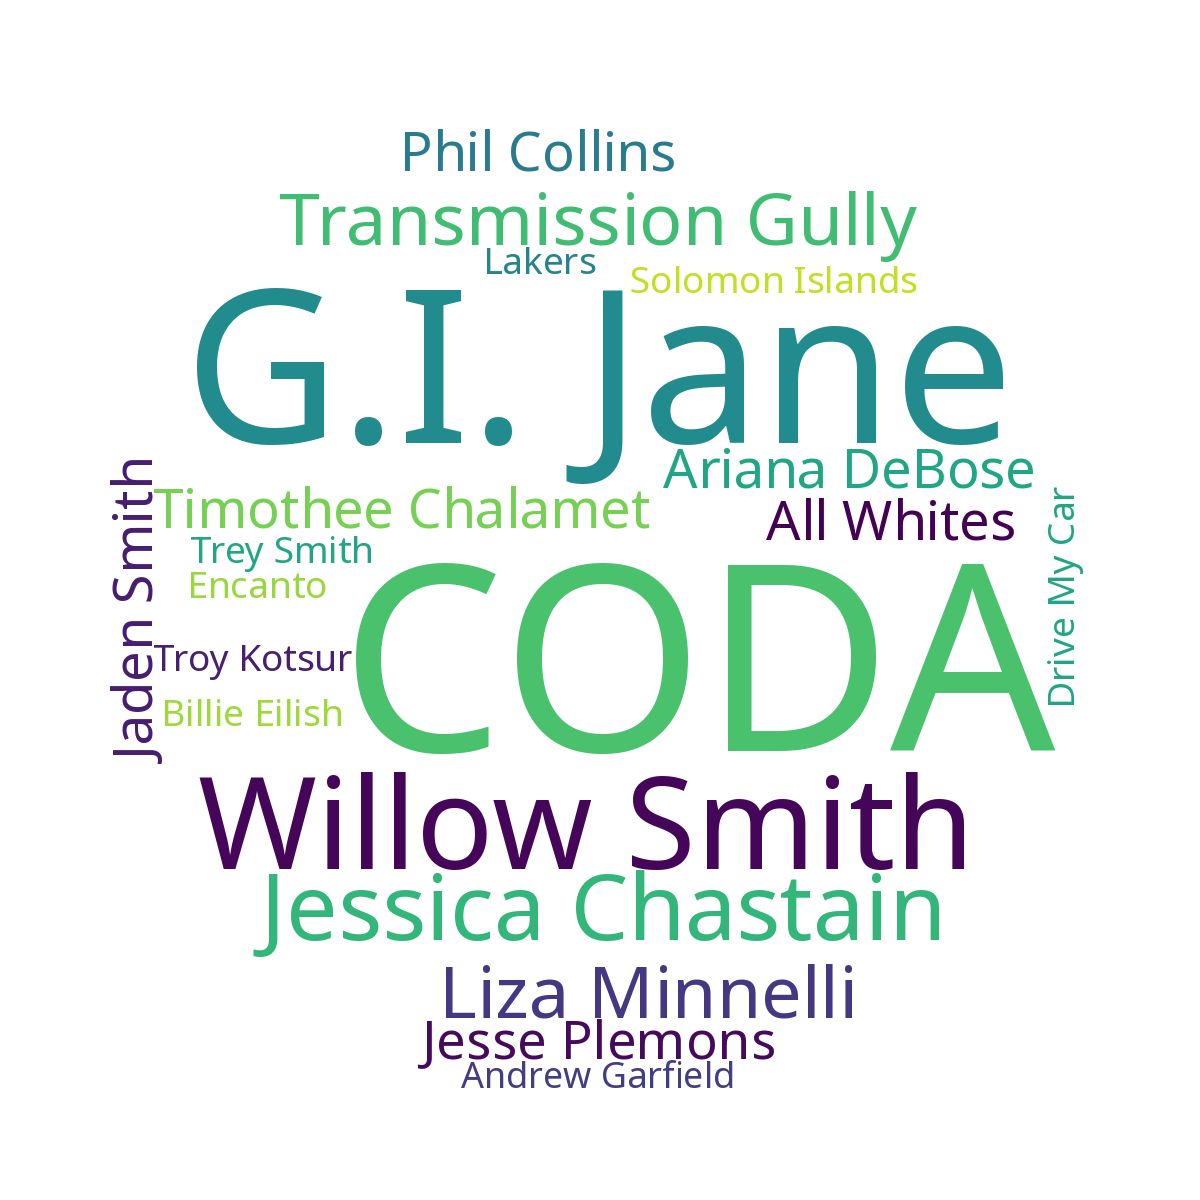 Phil Collins
Transmission Gully
Lakers
Solomon Islands
G.I. Jane
Ariana DeBose
Timothee Chalamet
All Whites
Jaden Smith
Trey Smith
Drive My Car
Encanto
CODA
Troy Kotsur
Billie Eilish
Willow Smith
Jessica Chastain
Liza Minnelli
Jesse Plemons
Andrew Garfield